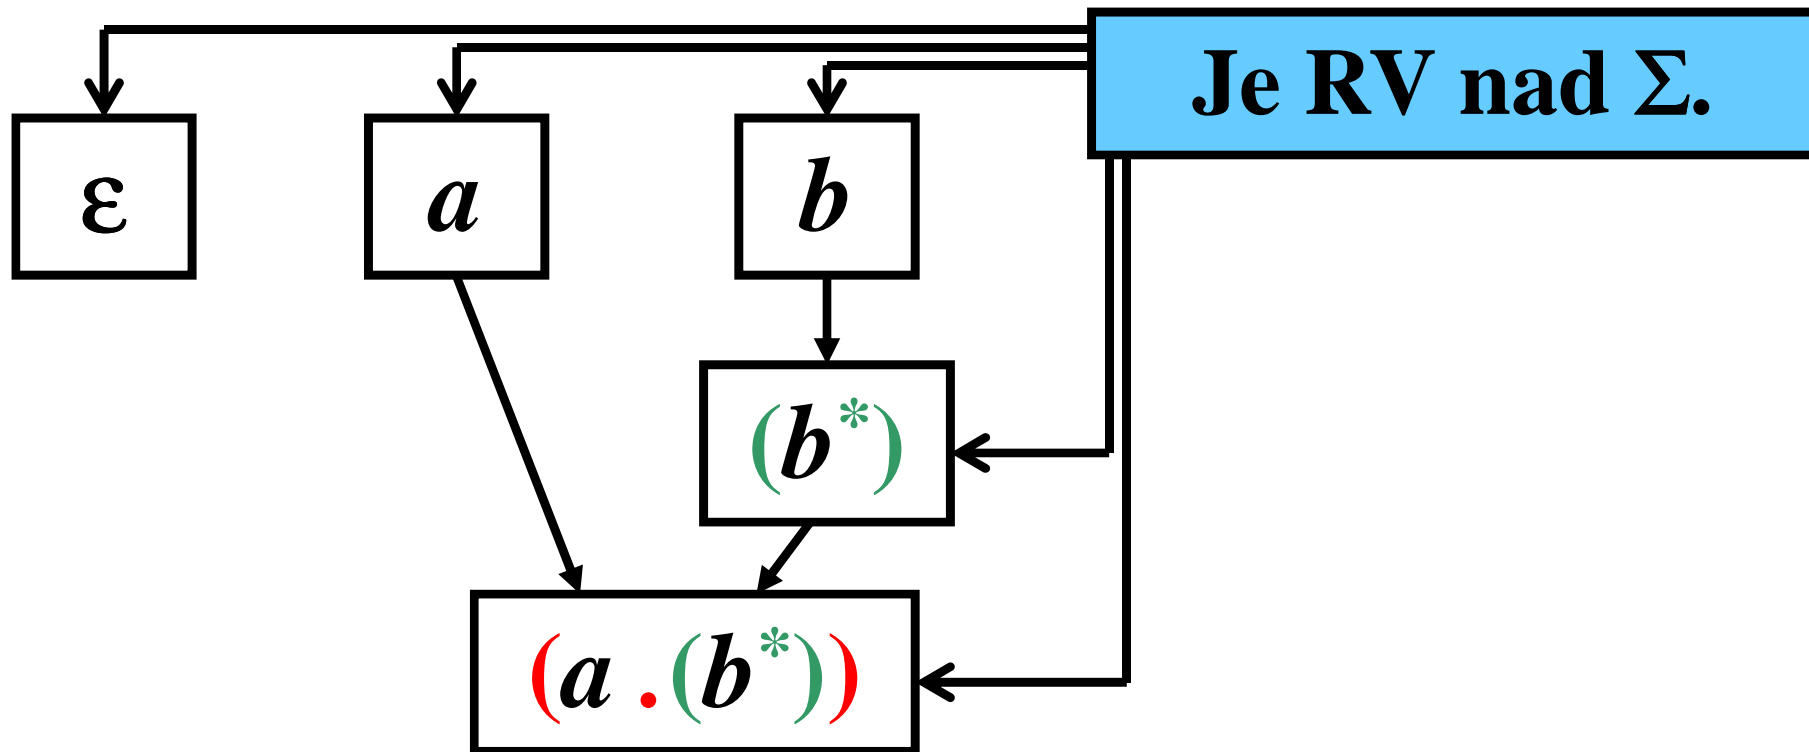 Je RV nad Σ.
ε
a
b
(b*)
(a .(b*))